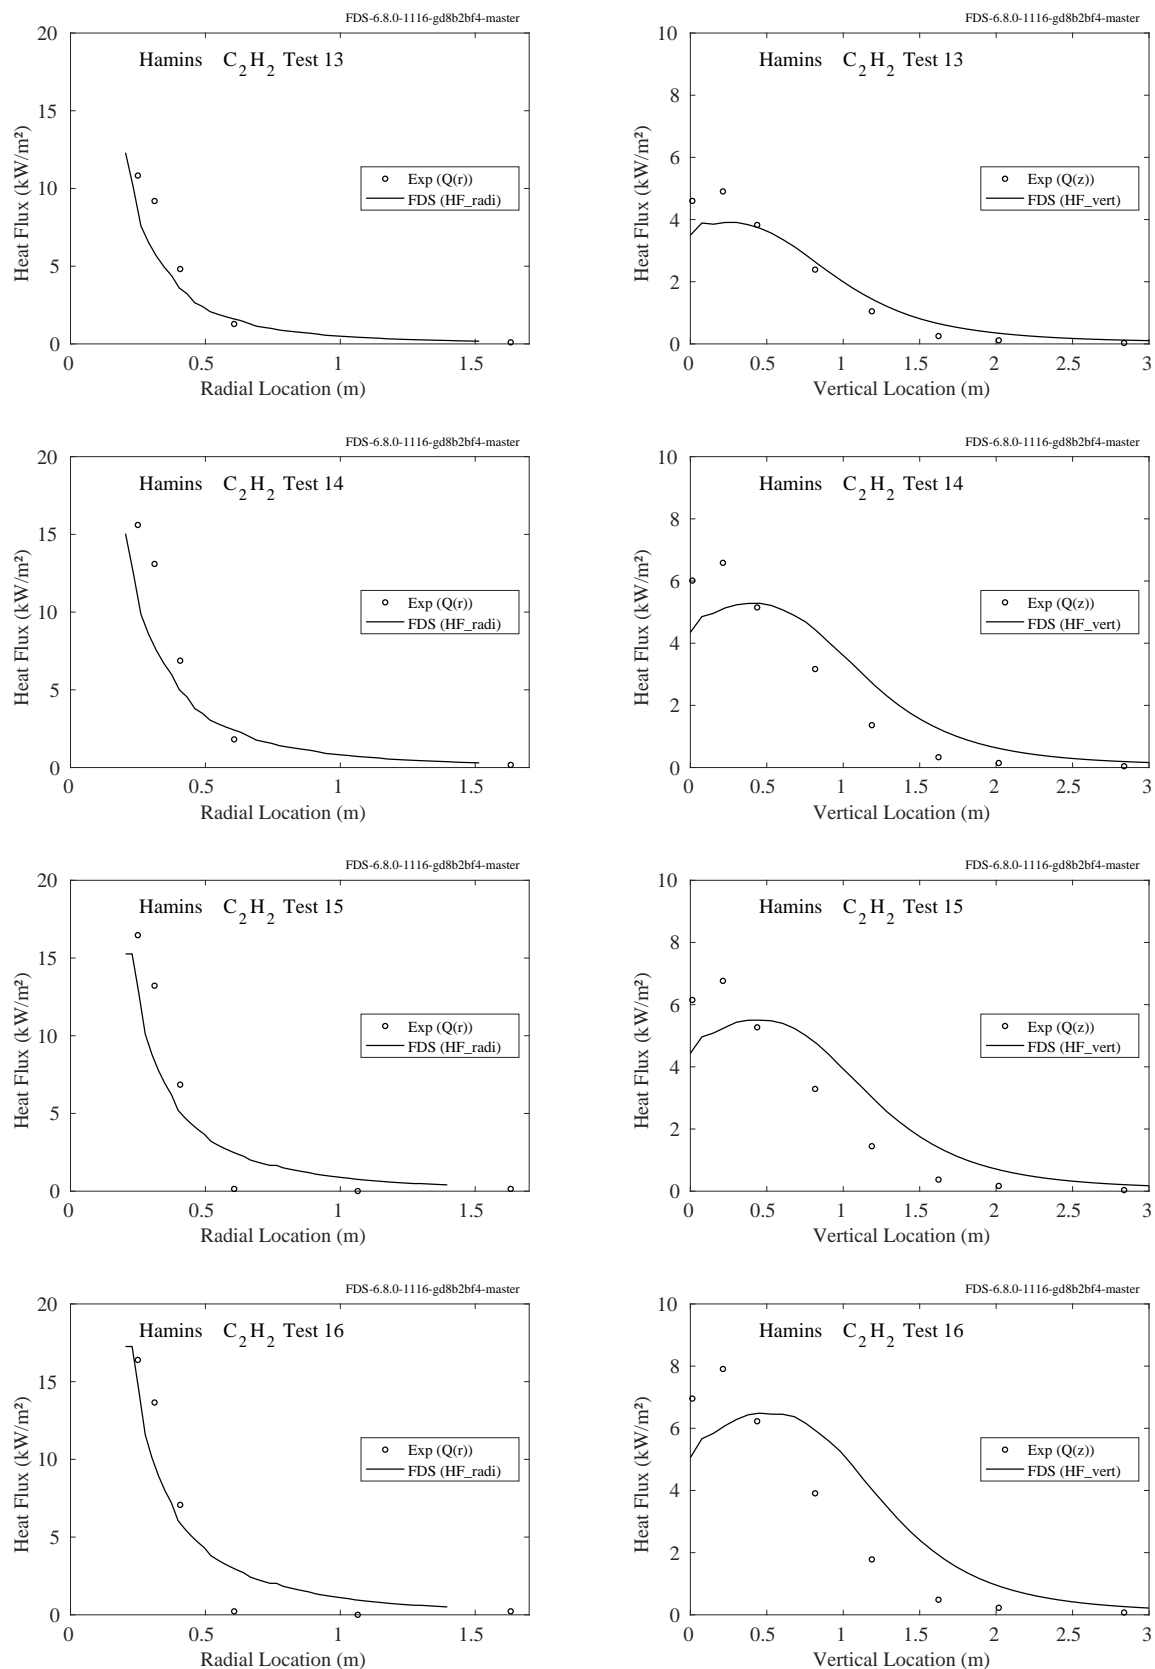 FDS-6.8.0-1116-gd8b2bf4-master
Hamins C2H2 Test 13
20
15
10
5
0
Heat Flux (kW/m²)
Exp (Q(r))
FDS (HF_radi)
0 0.5 1 1.5
Radial Location (m)
FDS-6.8.0-1116-gd8b2bf4-master
Hamins C2H2 Test 13
10
8
6
4
2
0
Heat Flux (kW/m²)
Exp (Q(z))
FDS (HF_vert)
0 0.5 1 1.5 2 2.5 3
Vertical Location (m)
FDS-6.8.0-1116-gd8b2bf4-master
Hamins C2H2 Test 14
20
15
10
5
0
Heat Flux (kW/m²)
Exp (Q(r))
FDS (HF_radi)
0 0.5 1 1.5
Radial Location (m)
FDS-6.8.0-1116-gd8b2bf4-master
Hamins C2H2 Test 14
10
8
6
4
2
0
Heat Flux (kW/m²)
Exp (Q(z))
FDS (HF_vert)
0 0.5 1 1.5 2 2.5 3
Vertical Location (m)
FDS-6.8.0-1116-gd8b2bf4-master
Hamins C2H2 Test 15
20
15
10
5
0
Heat Flux (kW/m²)
Exp (Q(r))
FDS (HF_radi)
0 0.5 1 1.5
Radial Location (m)
FDS-6.8.0-1116-gd8b2bf4-master
Hamins C2H2 Test 15
10
8
6
4
2
0
Heat Flux (kW/m²)
Exp (Q(z))
FDS (HF_vert)
0 0.5 1 1.5 2 2.5 3
Vertical Location (m)
FDS-6.8.0-1116-gd8b2bf4-master
Hamins C2H2 Test 16
20
15
10
5
0
Heat Flux (kW/m²)
Exp (Q(r))
FDS (HF_radi)
0 0.5 1 1.5
Radial Location (m)
FDS-6.8.0-1116-gd8b2bf4-master
Hamins C2H2 Test 16
10
8
6
4
2
0
Heat Flux (kW/m²)
Exp (Q(z))
FDS (HF_vert)
0 0.5 1 1.5 2 2.5 3
Vertical Location (m)